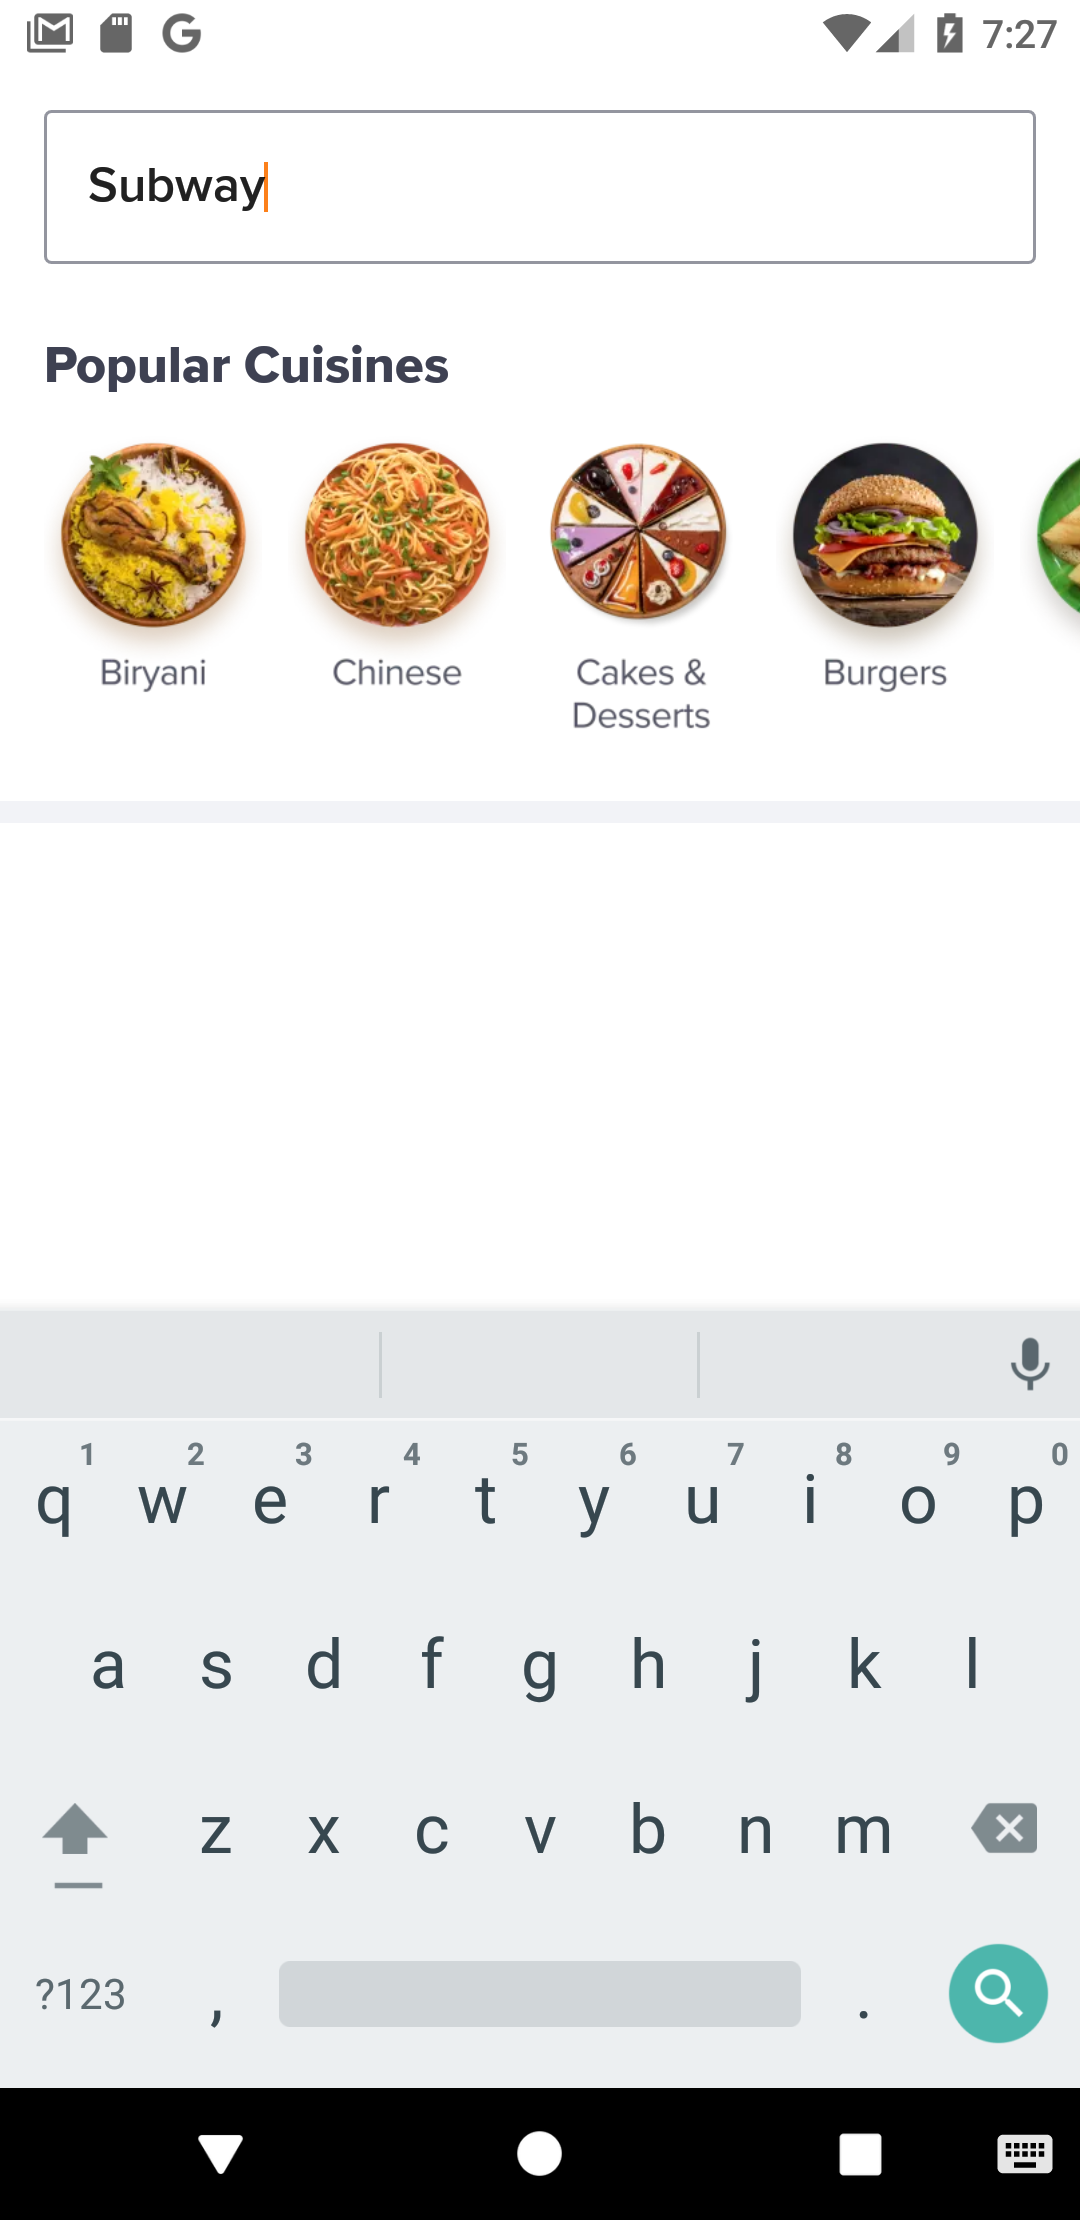 7:27
Subway
Popular Cuisines
Biryani
Chinese
Cakes &
Desserts
Burgers
1 2 3 4 5 6 7 8 9 0
q w e r t y u i o p
a s d f g h j k l
z x c v b n m
?123 , .